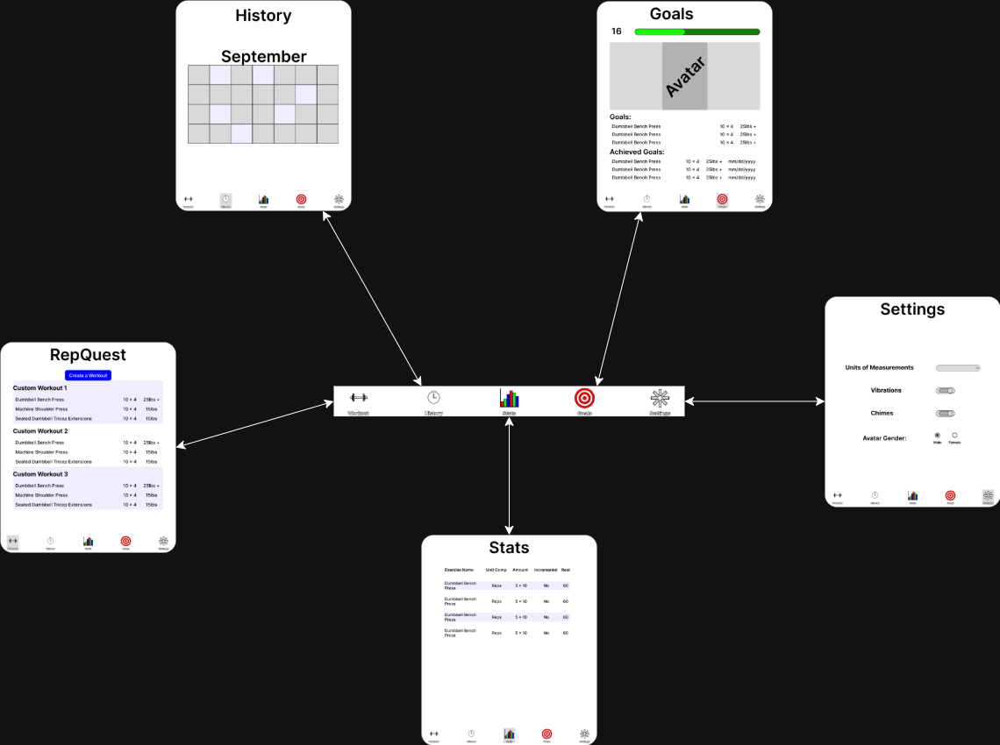 History
September
Workout History Stats Goals Settings
Goals
16
Avatar
Goals:
Dumbbell Bench Press 10 × 4 25lbs +
Dumbbell Bench Press 10 × 4 25lbs +
Dumbbell Bench Press 10 × 4 25lbs +
Achieved Goals:
Dumbbell Bench Press 10 × 4 25lbs + mm/dd/yyyy
Dumbbell Bench Press 10 × 4 25lbs + mm/dd/yyyy
Dumbbell Bench Press 10 × 4 25lbs + mm/dd/yyyy
Workout History Stats Goals Settings
Settings
Units of Measurements
Vibrations
Chimes
Avatar Gender:
Male Female
Workout History Stats Goals Settings
RepQuest
Create a Workout
Custom Workout 1
Dumbbell Bench Press 10 × 4 25lbs +
Machine Shoulder Press 10 × 4 15lbs
Seated Dumbbell Tricep Extensions 10 × 4 15lbs
Custom Workout 2
Dumbbell Bench Press 10 × 4 25lbs +
Machine Shoulder Press 10 × 4 15lbs
Seated Dumbbell Tricep Extensions 10 × 4 15lbs
Custom Workout 3
Dumbbell Bench Press 10 × 4 25lbs +
Machine Shoulder Press 10 × 4 15lbs
Seated Dumbbell Tricep Extensions 10 × 4 15lbs
Workout History Stats Goals Settings
Workout History Stats Goals Settings
Stats
Exercise Name Unit Comp Amount Incremental Rest
Dumbbell Bench
Press Reps 5 × 10 No 60
Dumbbell Bench
Press Reps 5 × 10 No 60
Dumbbell Bench
Press Reps 5 × 10 No 60
Dumbbell Bench
Press Reps 5 × 10 No 60
Workout History Stats Goals Settings